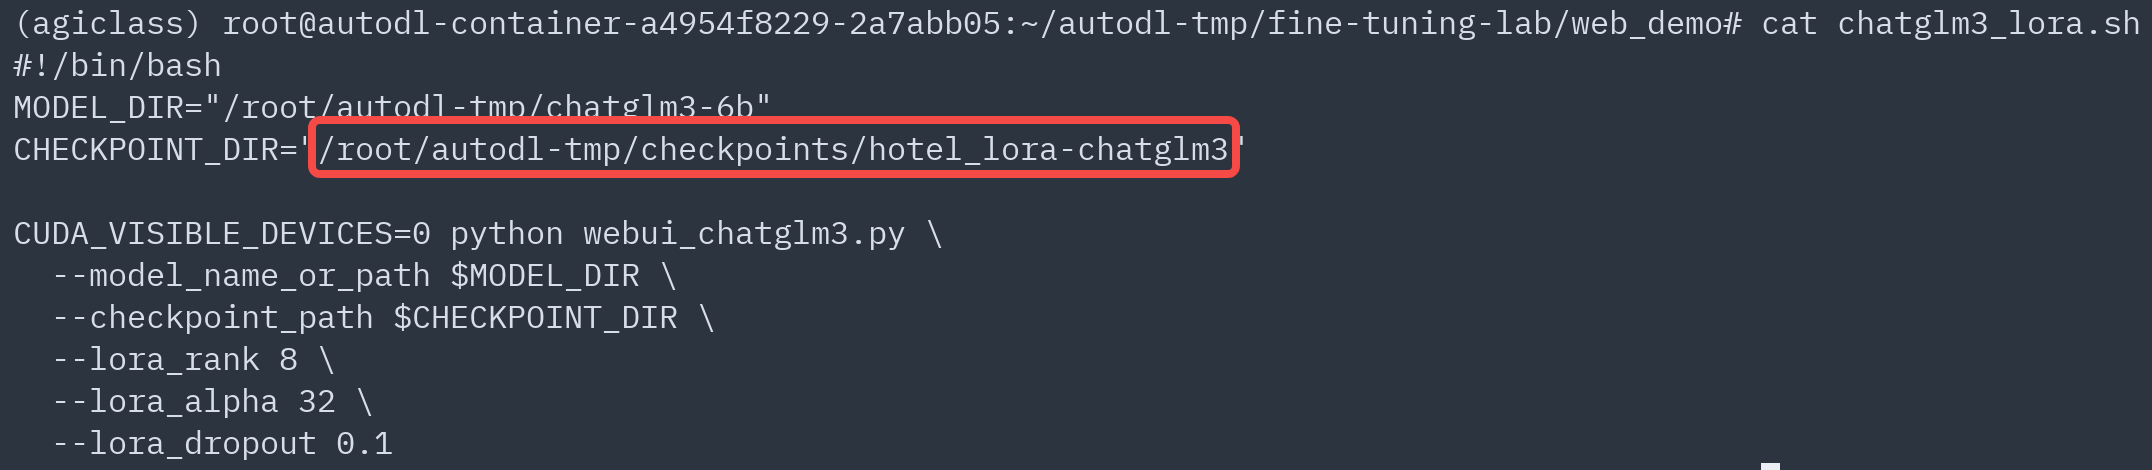 (agiclass) root@autodl-container-a4954f8229-2a7abb05:~/autodl-tmp/fine-tuning-lab/web_demo# cat chatglm3_lora.sh
#!/bin/bash
MODEL_DIR="/root/autodl-tmp/chatglm3-6b"
CHECKPOINT_DIR="/root/autodl-tmp/checkpoints/hotel_lora-chatglm3"
CUDA_VISIBLE_DEVICES=0 python webui_chatglm3.py \
  --model_name_or_path $MODEL_DIR \
  --checkpoint_path $CHECKPOINT_DIR \
  --lora_rank 8 \
  --lora_alpha 32 \
  --lora_dropout 0.1